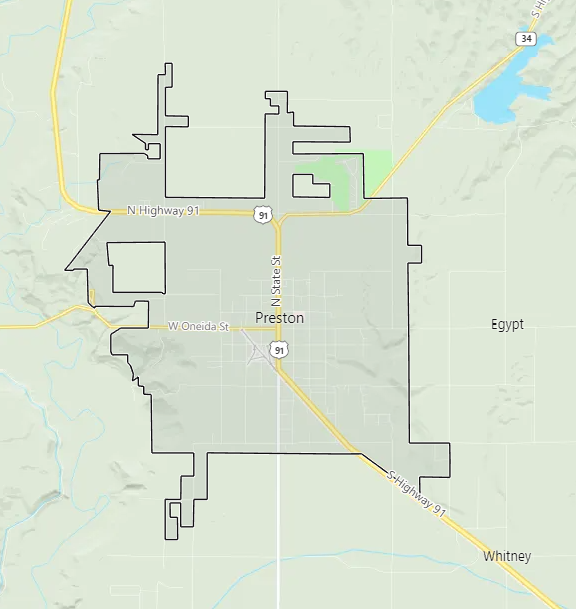 S Hi
34
N Highway 91
91
N State St
Preston
W Oneida St
Egypt
91
S Highway 91
Whitney